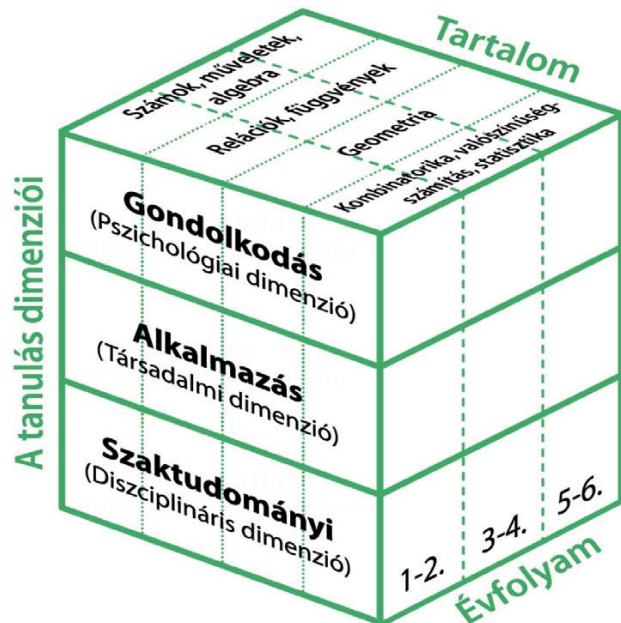 Tartalom
Számok, műveletek,
algebra
Relációk, függvények
Geometria
Kombinatorika, valószínűség-
számítás, statisztika
A tanulás dimenziói
Gondolkodás
(Pszichológiai dimenzió)
Alkalmazás
(Társadalmi dimenzió)
Szaktudományi
(Diszciplináris dimenzió)
1-2.
3-4.
5-6.
Évfolyam